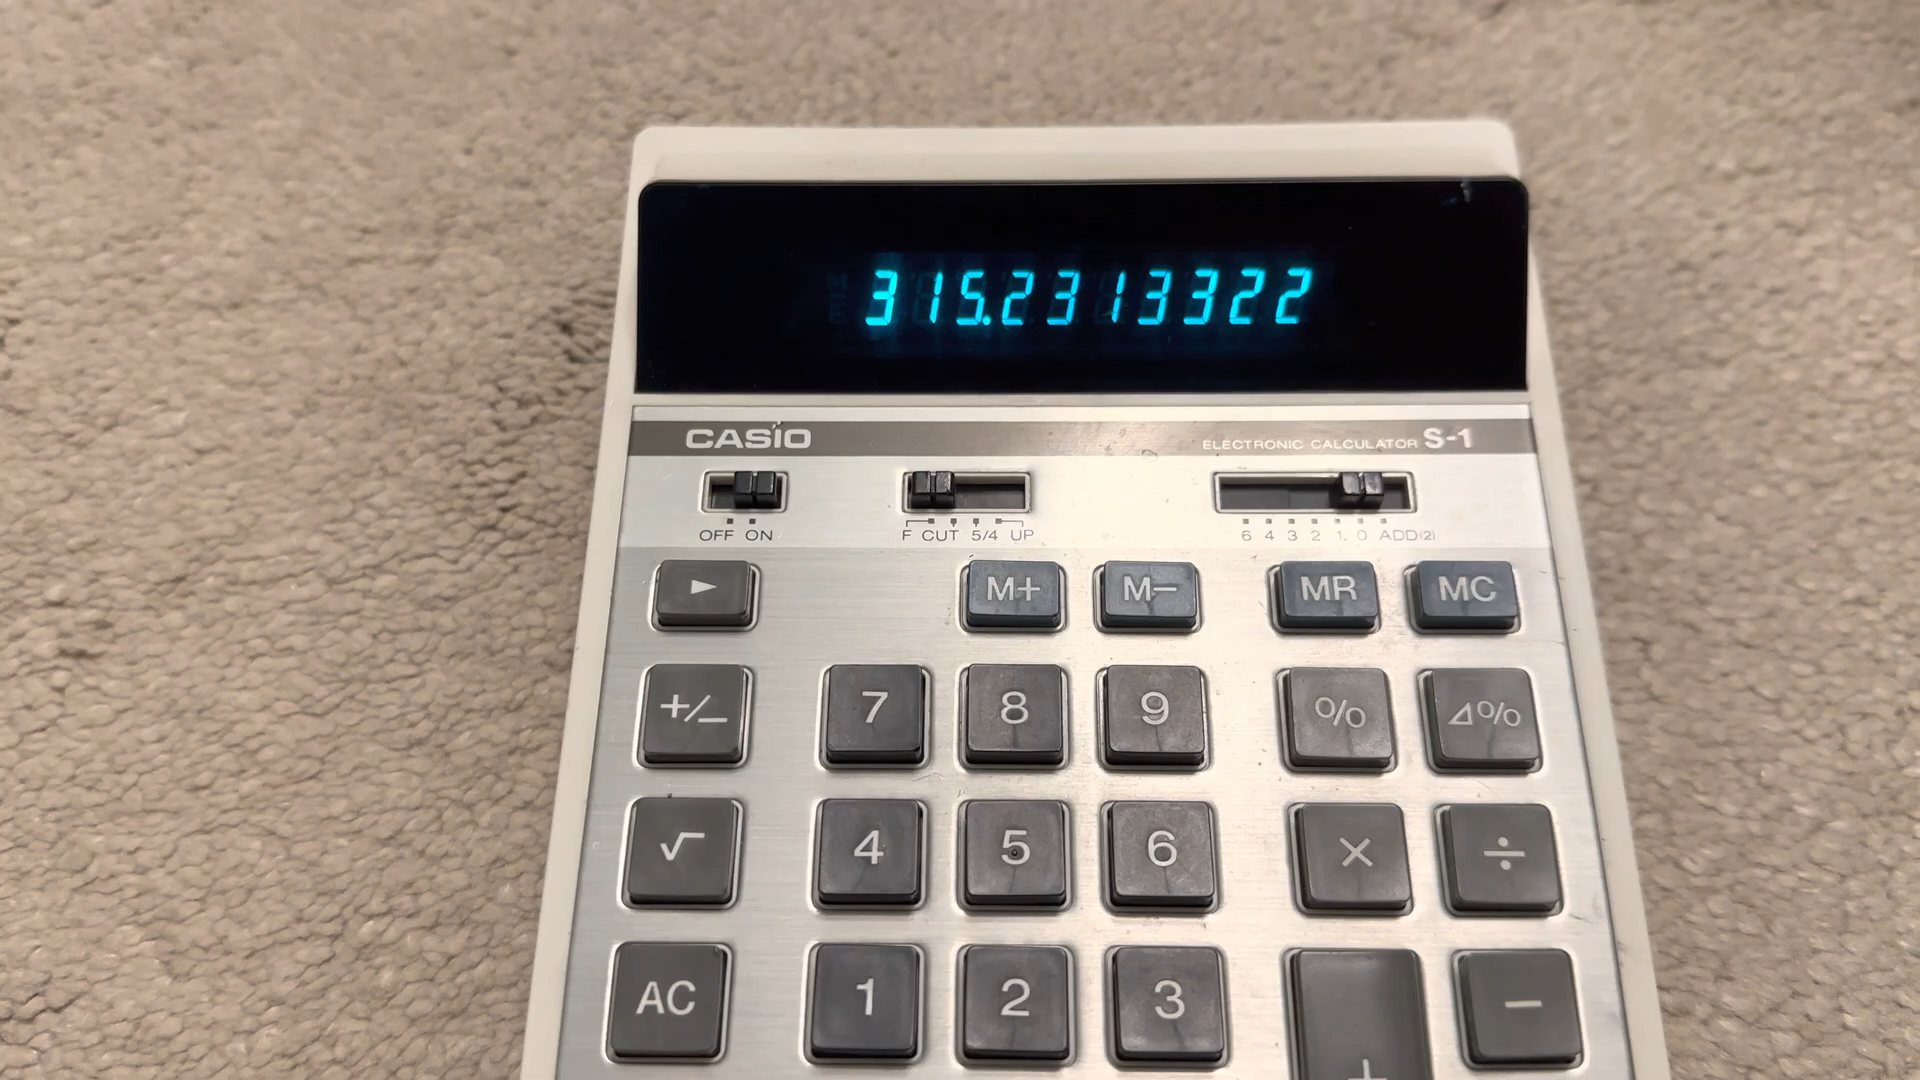 315.2313322
CASIO ELECTRONIC CALCULATOR S-1
OFF ON F CUT 5/4 UP 6 4 3 2 1 0 ADD(2)
► M+ M− MR MC
+/− 7 8 9 % ⊿%
√ 4 5 6 × ÷
AC 1 2 3 + −